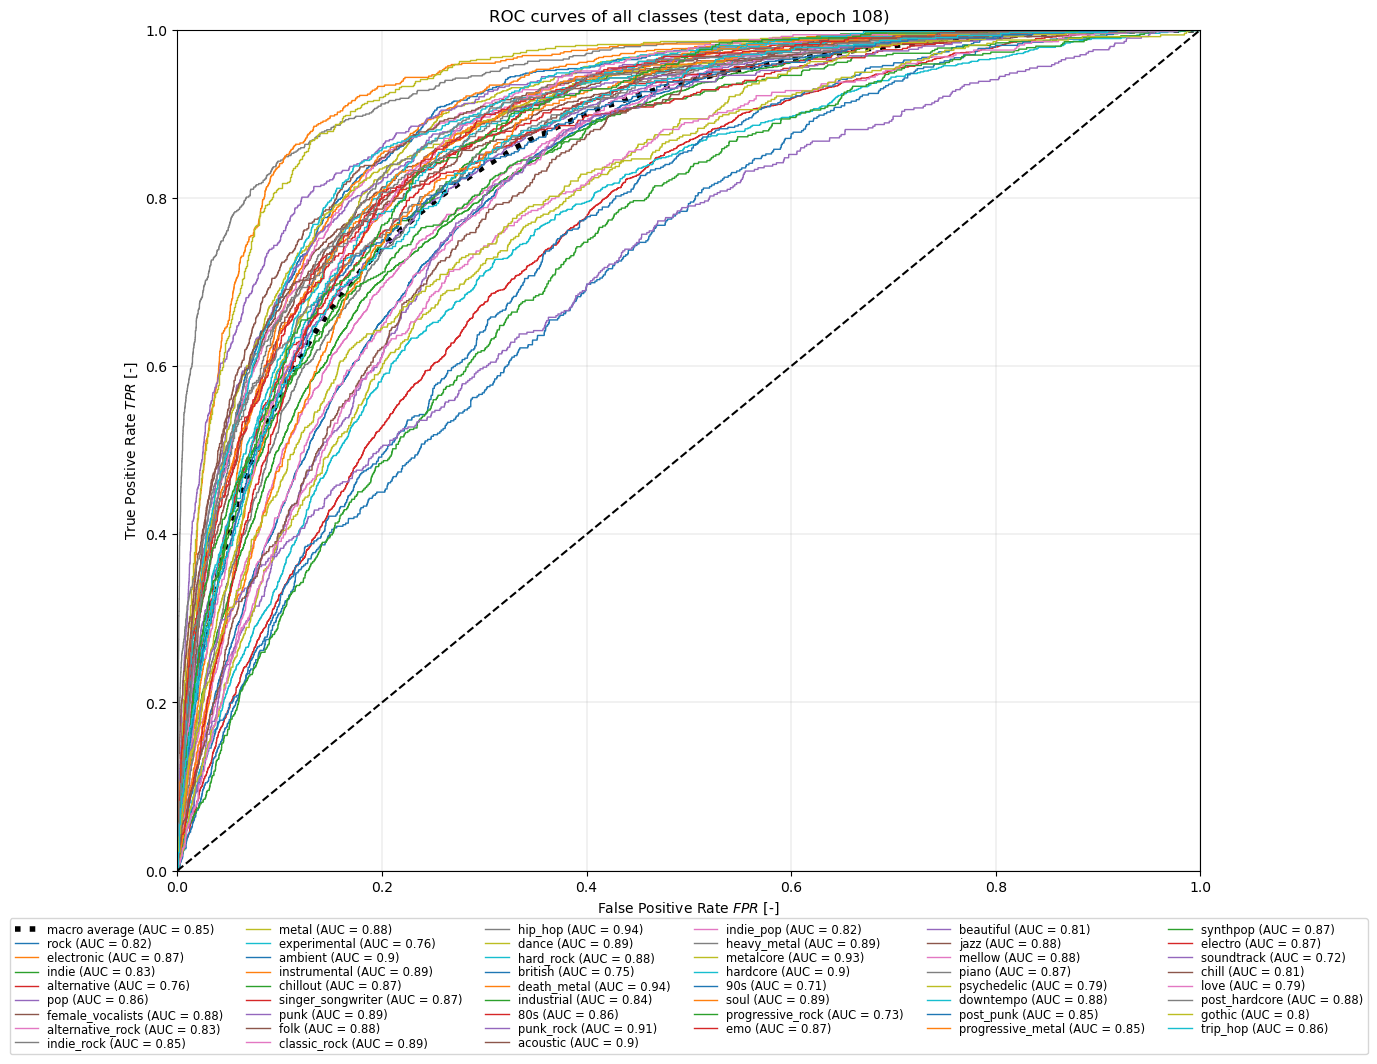 ROC curves of all classes (test data, epoch 108)
1.0
0.8
0.6
0.4
0.2
0.0
True Positive Rate TPR [-]
0.0 0.2 0.4 0.6 0.8 1.0
False Positive Rate FPR [-]
macro average (AUC = 0.85)
rock (AUC = 0.82)
electronic (AUC = 0.87)
indie (AUC = 0.83)
alternative (AUC = 0.76)
pop (AUC = 0.86)
female_vocalists (AUC = 0.88)
alternative_rock (AUC = 0.83)
indie_rock (AUC = 0.85)
metal (AUC = 0.88)
experimental (AUC = 0.76)
ambient (AUC = 0.9)
instrumental (AUC = 0.89)
chillout (AUC = 0.87)
singer_songwriter (AUC = 0.87)
punk (AUC = 0.89)
folk (AUC = 0.88)
classic_rock (AUC = 0.89)
hip_hop (AUC = 0.94)
dance (AUC = 0.89)
hard_rock (AUC = 0.88)
british (AUC = 0.75)
death_metal (AUC = 0.94)
industrial (AUC = 0.84)
80s (AUC = 0.86)
punk_rock (AUC = 0.91)
acoustic (AUC = 0.9)
indie_pop (AUC = 0.82)
heavy_metal (AUC = 0.89)
metalcore (AUC = 0.93)
hardcore (AUC = 0.9)
90s (AUC = 0.71)
soul (AUC = 0.89)
progressive_rock (AUC = 0.73)
emo (AUC = 0.87)
beautiful (AUC = 0.81)
jazz (AUC = 0.88)
mellow (AUC = 0.88)
piano (AUC = 0.87)
psychedelic (AUC = 0.79)
downtempo (AUC = 0.88)
post_punk (AUC = 0.85)
progressive_metal (AUC = 0.85)
synthpop (AUC = 0.87)
electro (AUC = 0.87)
soundtrack (AUC = 0.72)
chill (AUC = 0.81)
love (AUC = 0.79)
post_hardcore (AUC = 0.88)
gothic (AUC = 0.8)
trip_hop (AUC = 0.86)